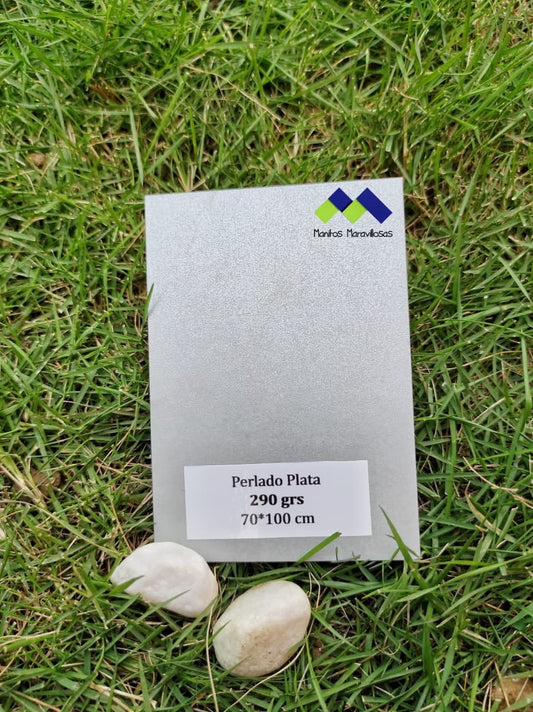 Manitos Maravillosas
Perlado Plata
290 grs
70*100 cm